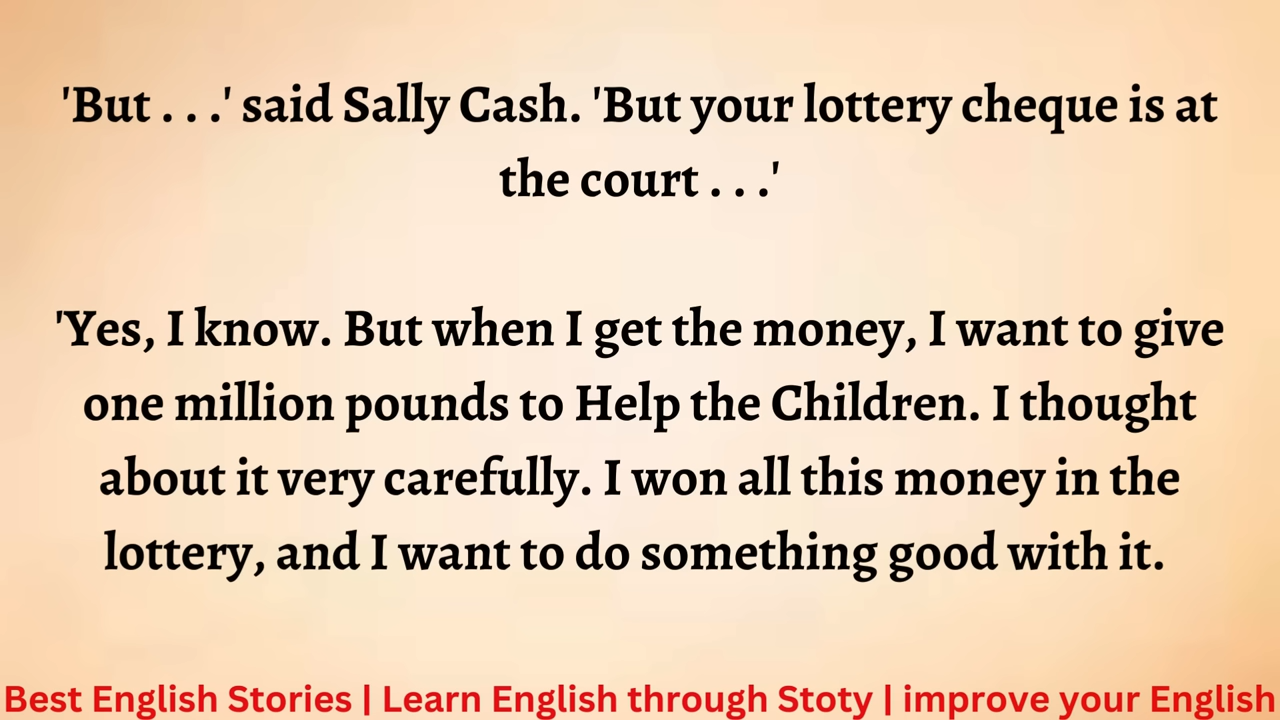 'But . . .' said Sally Cash. 'But your lottery cheque is at
the court . . .'
'Yes, I know. But when I get the money, I want to give
one million pounds to Help the Children. I thought
about it very carefully. I won all this money in the
lottery, and I want to do something good with it.
Best English Stories | Learn English through Stoty | improve your English